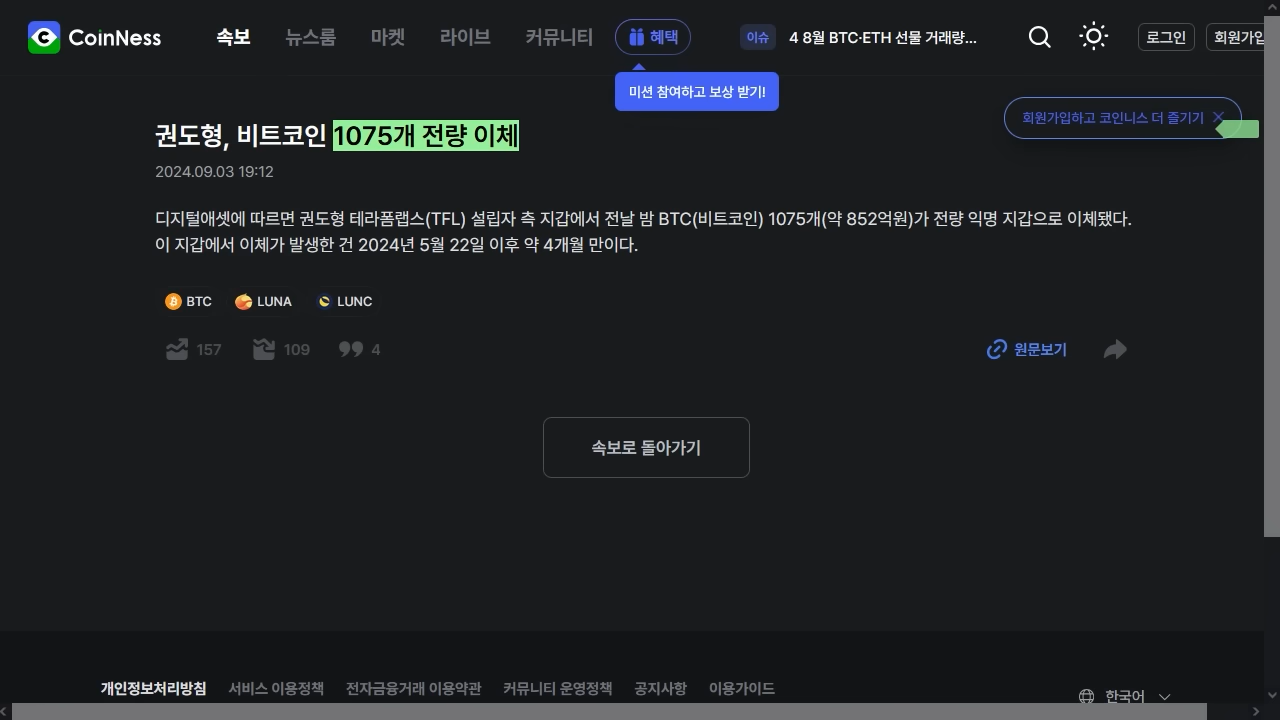 CoinNess 속보 뉴스룸 마켓 라이브 커뮤니티 혜택 이슈 4 8월 BTC·ETH 선물 거래량... 로그인 회원가입
미션 참여하고 보상 받기!
회원가입하고 코인니스 더 즐기기
권도형, 비트코인 1075개 전량 이체
2024.09.03 19:12
디지털애셋에 따르면 권도형 테라폼랩스(TFL) 설립자 측 지갑에서 전날 밤 BTC(비트코인) 1075개(약 852억원)가 전량 익명 지갑으로 이체됐다.
이 지갑에서 이체가 발생한 건 2024년 5월 22일 이후 약 4개월 만이다.
BTC LUNA LUNC
157 109 4 원문보기
속보로 돌아가기
개인정보처리방침 서비스 이용정책 전자금융거래 이용약관 커뮤니티 운영정책 공지사항 이용가이드
한국어